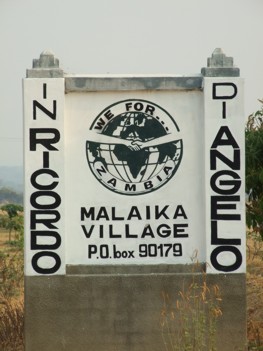 IN RICORDO
WE FOR...
ZAMBIA
MALAIKA
VILLAGE
P.O. box 90179
DI ANGELO